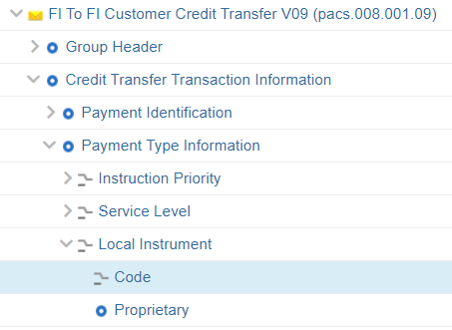 FI To FI Customer Credit Transfer V09 (pacs.008.001.09)
Group Header
Credit Transfer Transaction Information
Payment Identification
Payment Type Information
Instruction Priority
Service Level
Local Instrument
Code
Proprietary